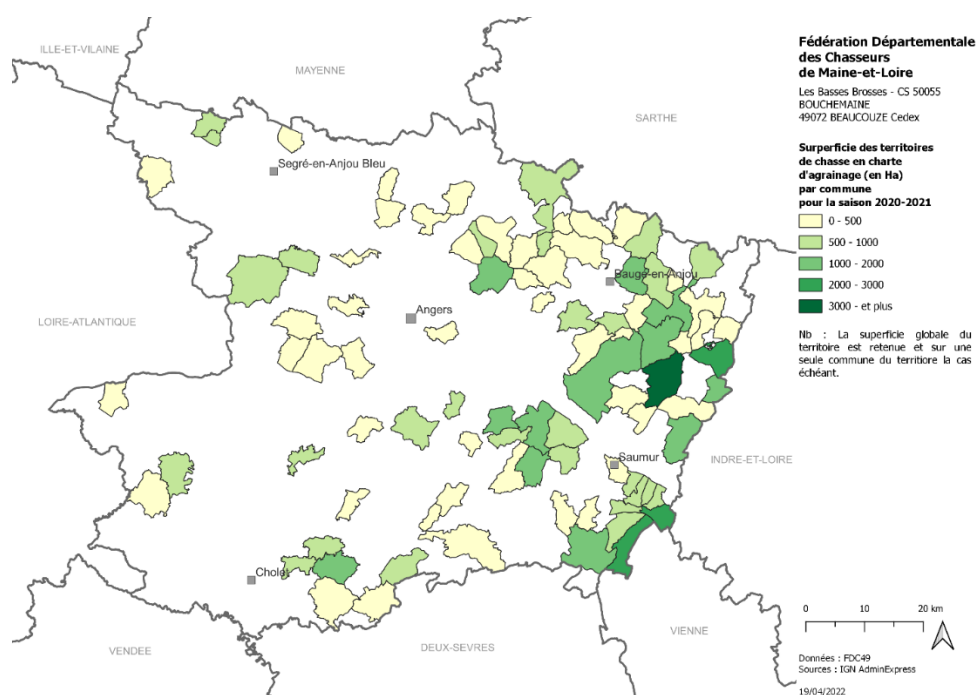 ILLE-ET-VILAINE
MAYENNE
SARTHE
Segré-en-Anjou Bleu
Baugé-en-Anjou
Angers
LOIRE-ATLANTIQUE
Saumur
INDRE-ET-LOIRE
Cholet
VENDEE
DEUX-SEVRES
VIENNE
Fédération Départementale
des Chasseurs
de Maine-et-Loire
Les Basses Brosses - CS 50055
BOUCHEMAINE
49072 BEAUCOUZE Cedex
Surperficie des territoires
de chasse en charte
d'agrainage (en Ha)
par commune
pour la saison 2020-2021
0 - 500
500 - 1000
1000 - 2000
2000 - 3000
3000 - et plus
Nb : La superficie globale du
territoire est retenue et sur une
seule commune du territiore la cas
échéant.
0 10 20 km
Données : FDC49
Sources : IGN AdminExpress
19/04/2022